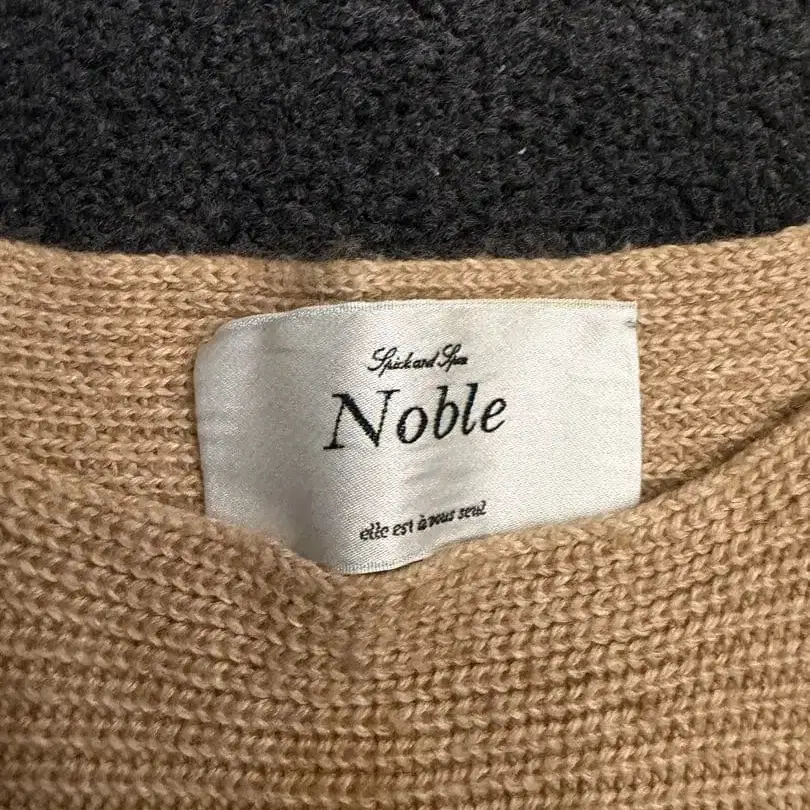 Spick and Span
Noble
elle est à vous seul